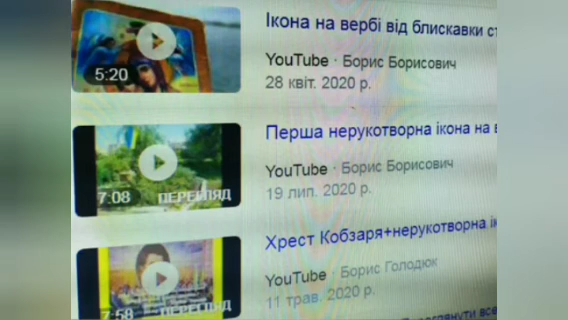 Ікона на вербі від блискавки
5:20
YouTube · Борис Борисович
28 квіт. 2020 р.
Перша нерукотворна ікона на
7:08 ПЕРЕГЛЯД
YouTube · Борис Борисович
19 лип. 2020 р.
Хрест Кобзаря+нерукотворна
7:58 ПЕРЕГЛЯД
YouTube · Борис Голодюк
11 трав. 2020 р.